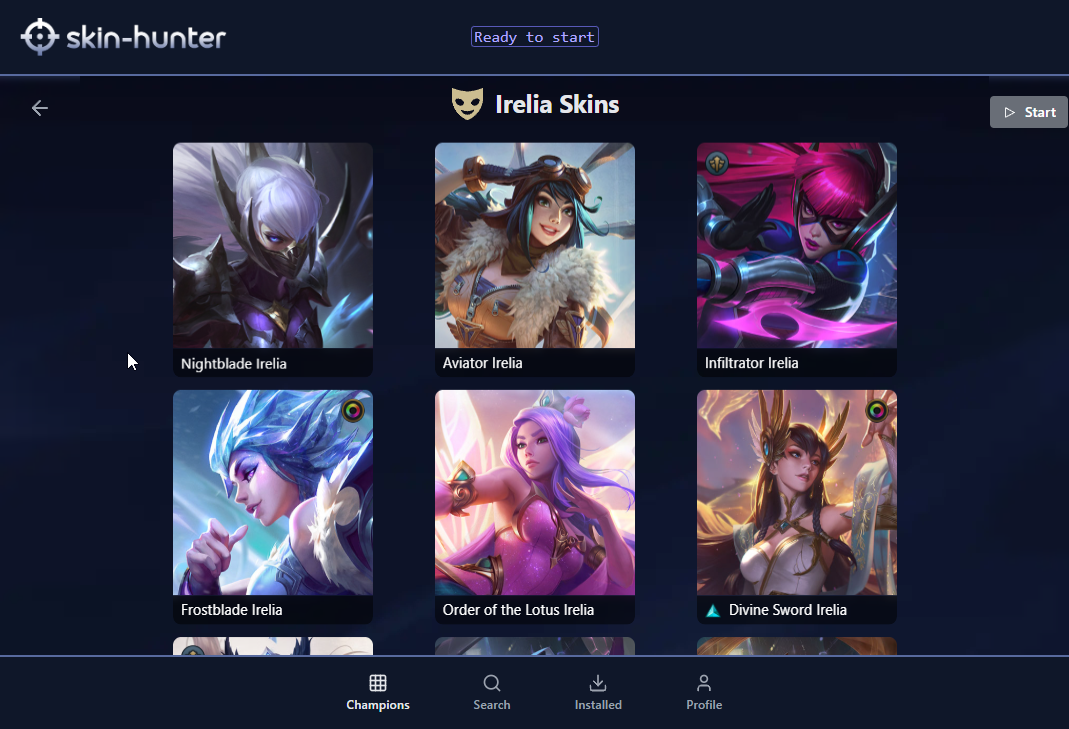 skin-hunter
Ready to start
Irelia Skins
Start
Nightblade Irelia
Aviator Irelia
Infiltrator Irelia
Frostblade Irelia
Order of the Lotus Irelia
Divine Sword Irelia
Champions
Search
Installed
Profile